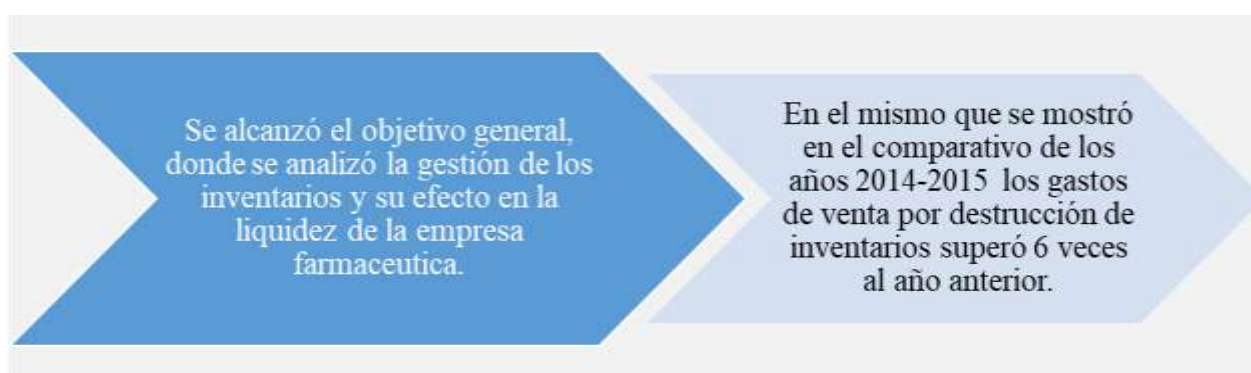 Se alcanzó el objetivo general,
donde se analizó la gestión de los
inventarios y su efecto en la
liquidez de la empresa
farmaceutica.
En el mismo que se mostró
en el comparativo de los
años 2014-2015 los gastos
de venta por destrucción de
inventarios superó 6 veces
al año anterior.